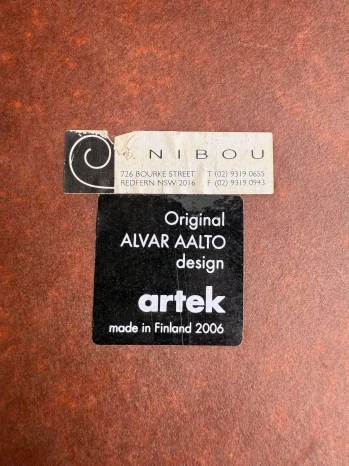 NIBOU
726 BOURKE STREET T (02) 9319 0655
REDFERN NSW 2016 F (02) 9319 0943
Original
ALVAR AALTO
design
artek
made in Finland 2006